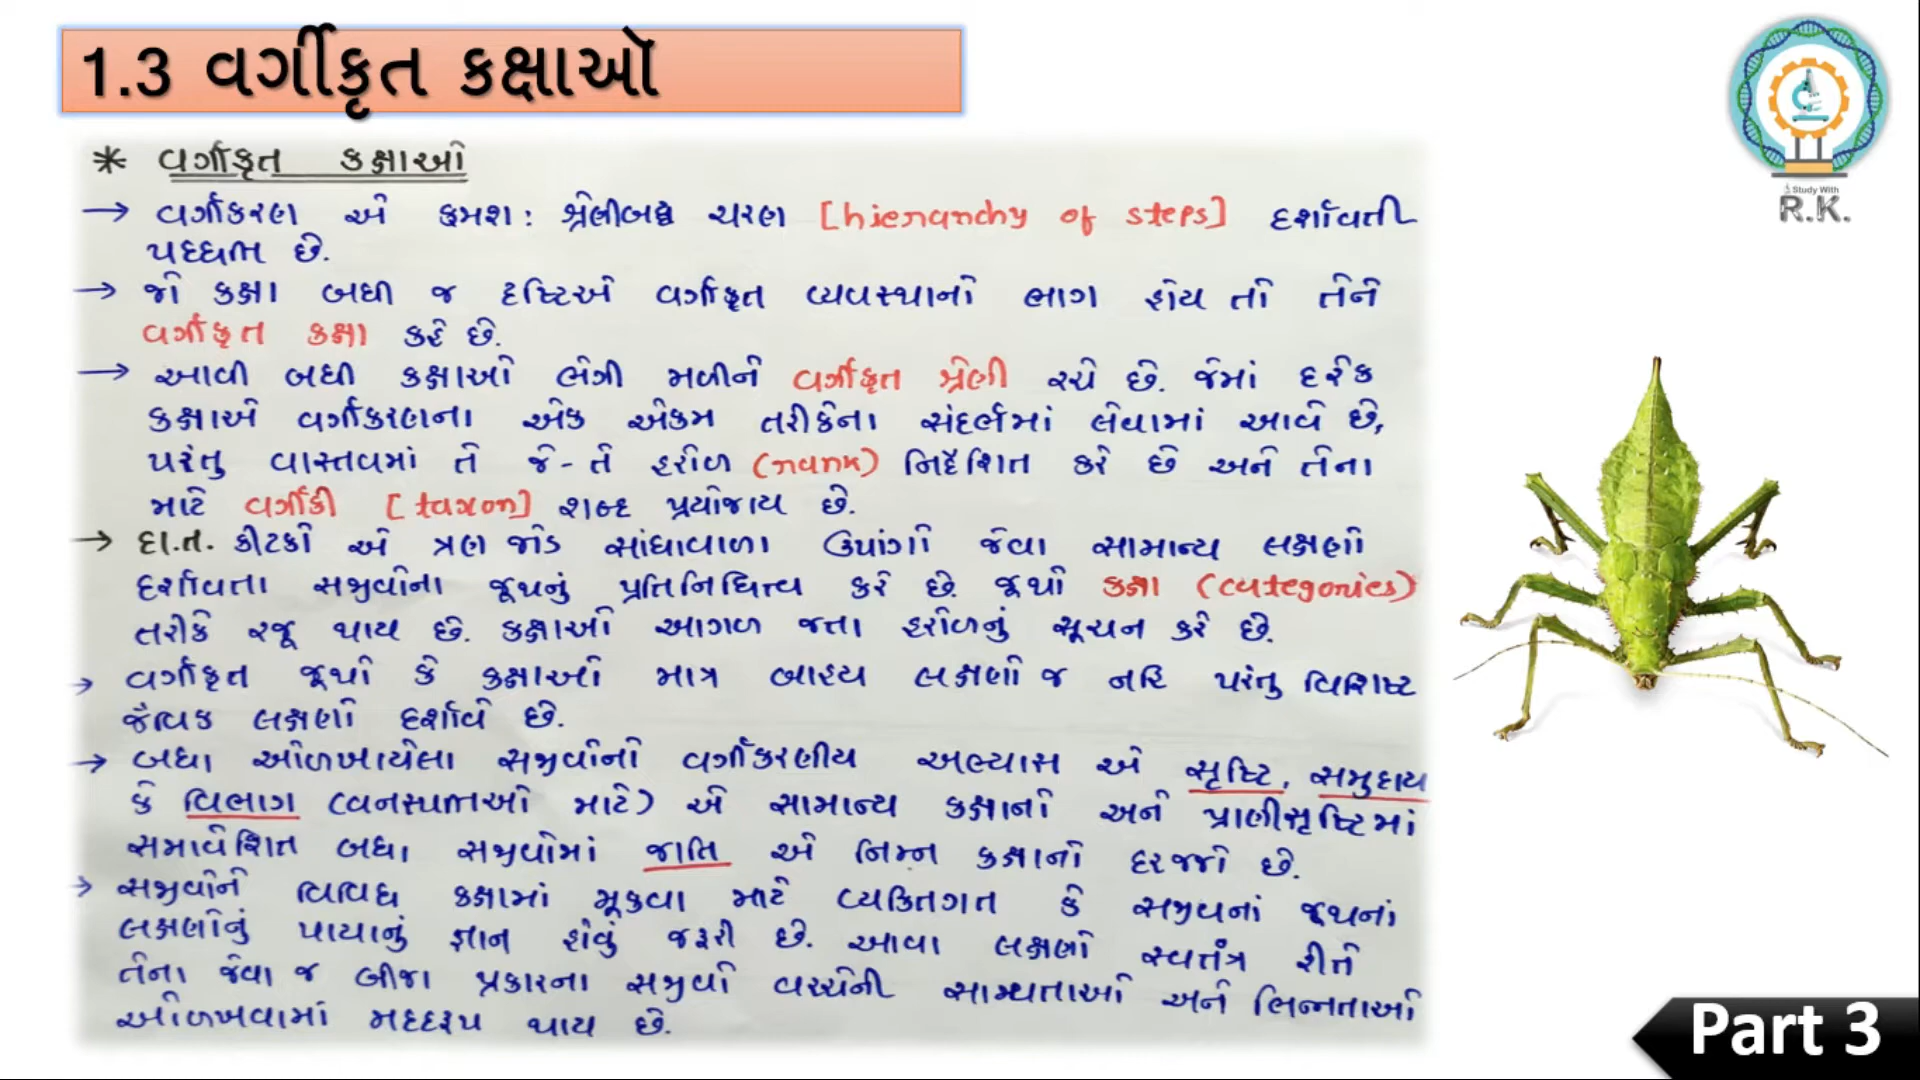 1.3 વર્ગીકૃત કક્ષાઓ
Study With
R.K.
* વર્ગીકૃત કક્ષાઓ
→ વર્ગીકરણ એ ક્રમશ: શ્રેણીબદ્ધ ચરણ [hierarchy of steps] દર્શાવતી
પદ્ધતિ છે.
→ જો કક્ષા બધી જ દૃષ્ટિએ વર્ગીકૃત વ્યવસ્થાનો ભાગ હોય તો તેને
વર્ગીકૃત કક્ષા કહે છે.
→ આવી બધી કક્ષાઓ ભેગી મળીને વર્ગીકૃત શ્રેણી રચે છે. જેમાં દરેક
કક્ષાએ વર્ગીકરણના એક એકમ તરીકેના સંદર્ભમાં લેવામાં આવે છે,
પરંતુ વાસ્તવમાં તે જે-તે હરોળ (rank) નિર્દેશિત કરે છે અને તેના
માટે વર્ગીકી [taxon] શબ્દ પ્રયોજાય છે.
→ દા.ત. કીટકો એ ત્રણ જોડ સાંધાવાળા ઉપાંગો જેવા સામાન્ય લક્ષણો
દર્શાવતા સજીવોના જૂથનું પ્રતિનિધિત્વ કરે છે. જૂથો કક્ષા (categories)
તરીકે રજૂ થાય છે. કક્ષાઓ આગળ જતા હરોળનું સૂચન કરે છે.
→ વર્ગીકૃત જૂથો કે કક્ષાઓ માત્ર બાહ્ય લક્ષણો જ નહિ પરંતુ વિશિષ્ટ
જૈવિક લક્ષણો દર્શાવે છે.
→ બધા ઓળખાયેલા સજીવોનો વર્ગીકરણીય અભ્યાસ એ સૃષ્ટિ, સમુદાય
કે વિભાગ (વનસ્પતિઓ માટે) એ સામાન્ય કક્ષાનો અને પ્રાણીસૃષ્ટિમાં
સમાવેશિત બધા સજીવોમાં જાતિ એ નિમ્ન કક્ષાનો દરજ્જો છે.
→ સજીવોને વિવિધ કક્ષામાં મૂકવા માટે વ્યક્તિગત કે સજીવનાં જૂથનાં
લક્ષણોનું પાયાનું જ્ઞાન હોવું જરૂરી છે. આવા લક્ષણો સ્વતંત્ર રીતે
તેના જેવા જ બીજા પ્રકારના સજીવો વચ્ચેની સામ્યતાઓ અને ભિન્નતાઓ
ઓળખવામાં મદદરૂપ થાય છે.
Part 3